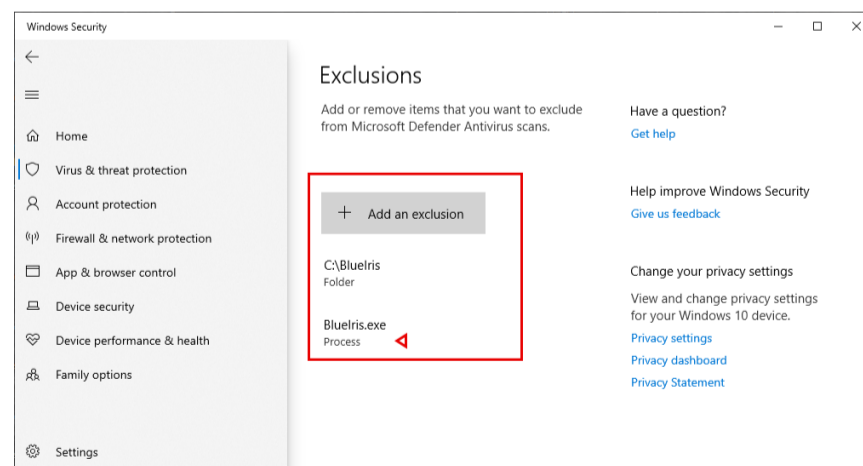 Windows Security
Home
Virus & threat protection
Account protection
Firewall & network protection
App & browser control
Device security
Device performance & health
Family options
Settings
Exclusions
Add or remove items that you want to exclude
from Microsoft Defender Antivirus scans.
Add an exclusion
C:\BlueIris
Folder
BlueIris.exe
Process
Have a question?
Get help
Help improve Windows Security
Give us feedback
Change your privacy settings
View and change privacy settings
for your Windows 10 device.
Privacy settings
Privacy dashboard
Privacy Statement